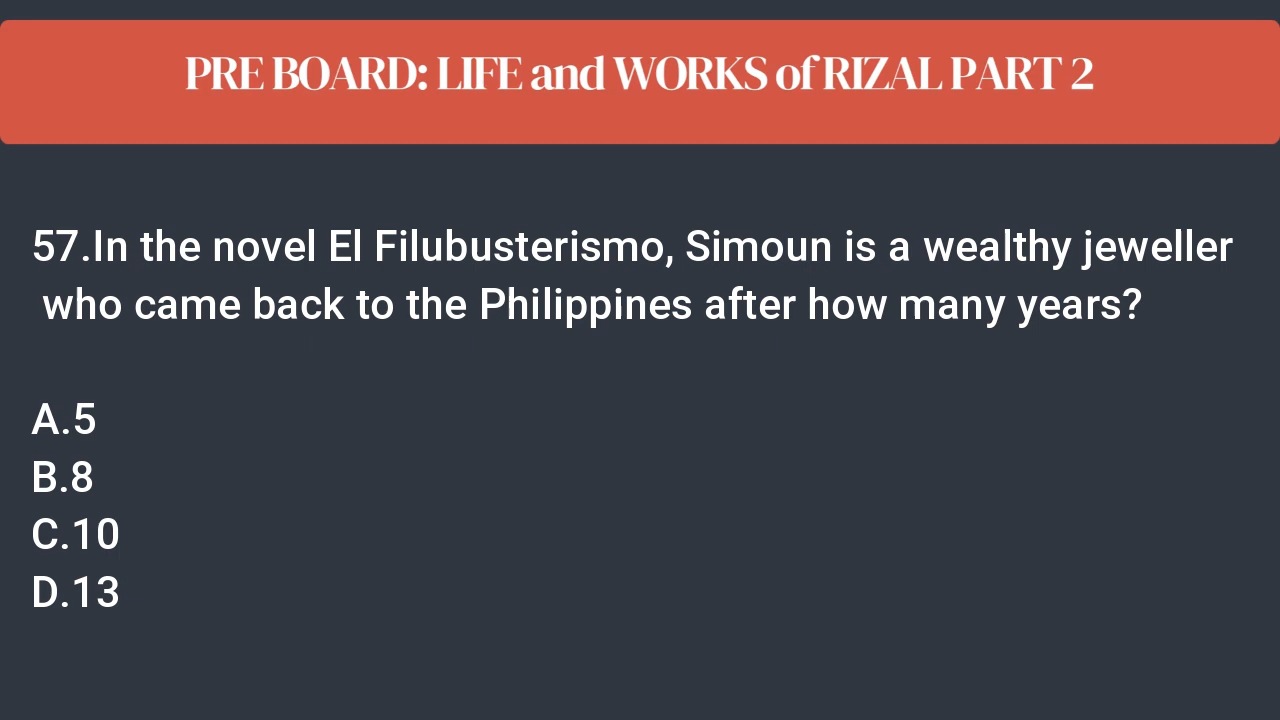 PRE BOARD: LIFE and WORKS of RIZAL PART 2
57.In the novel El Filubusterismo, Simoun is a wealthy jeweller
who came back to the Philippines after how many years?
A.5
B.8
C.10
D.13